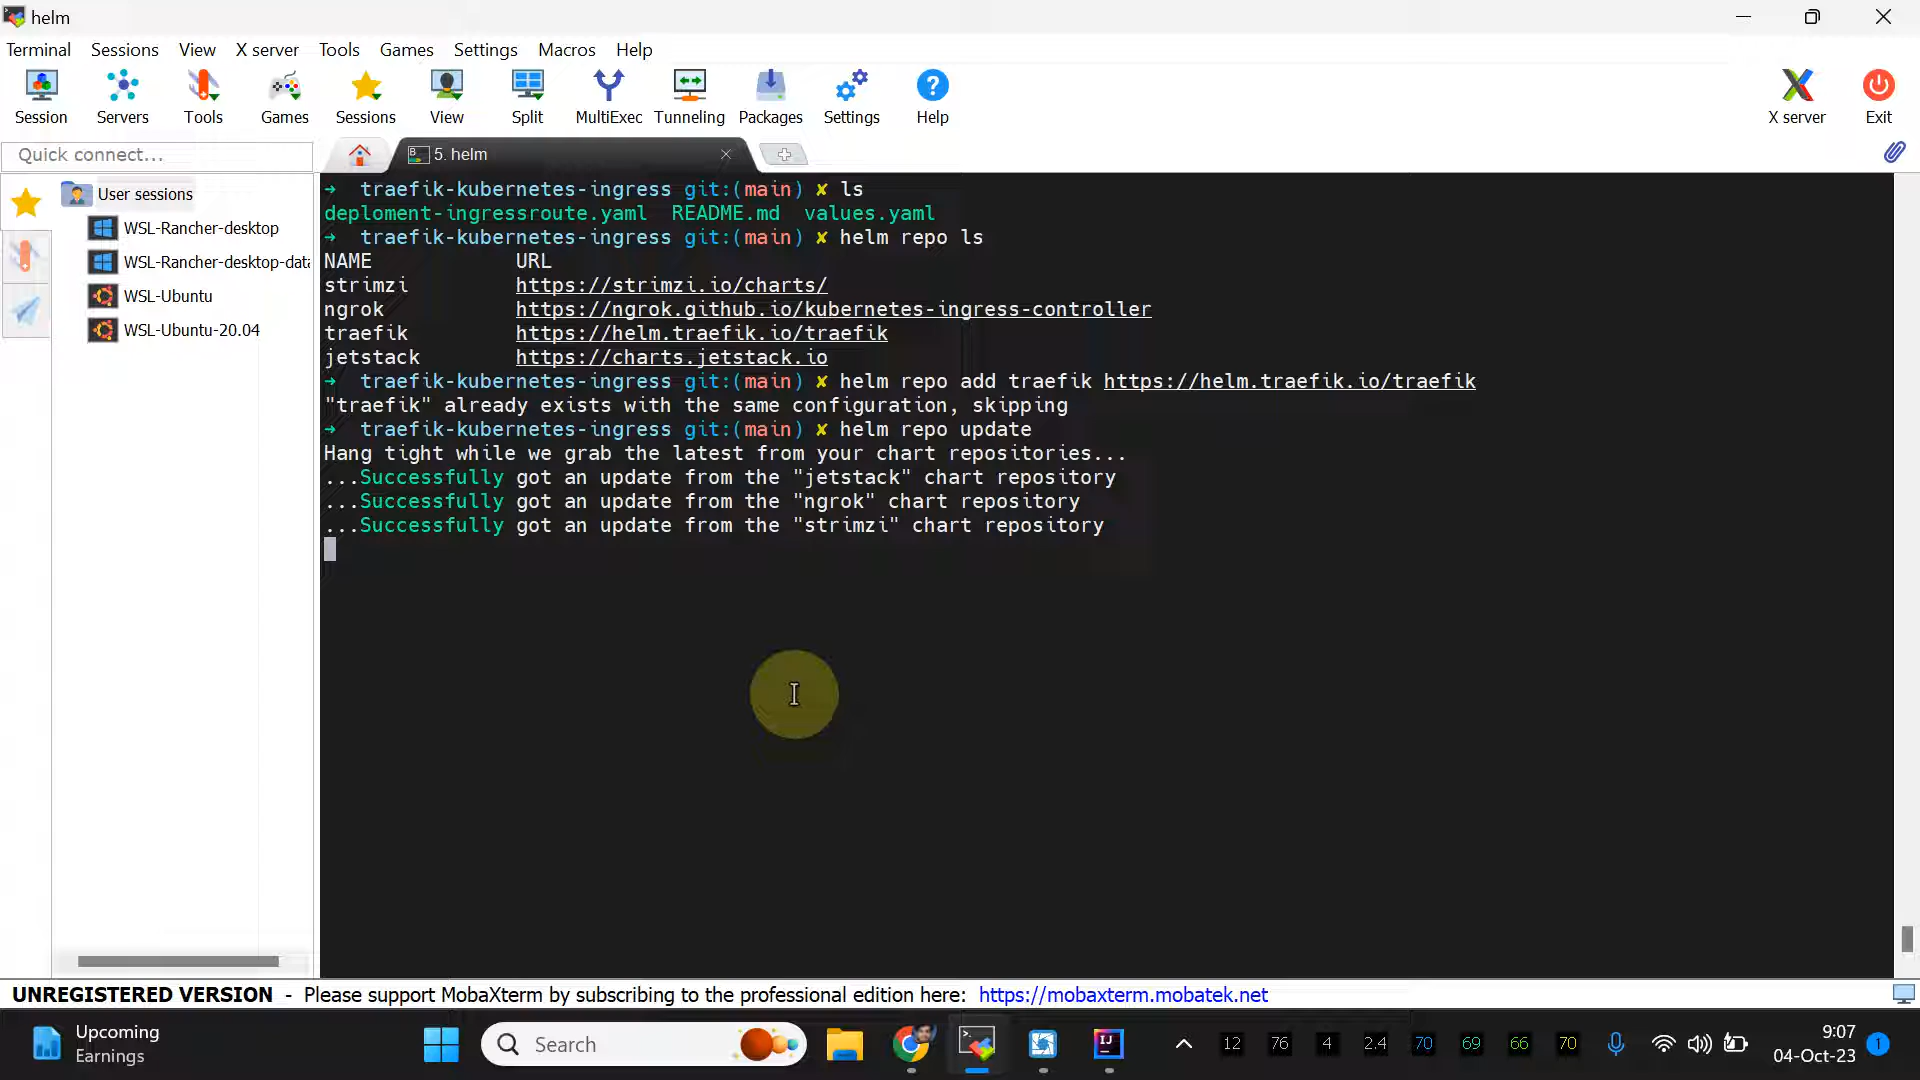 helm
Terminal Sessions View X server Tools Games Settings Macros Help
Session Servers Tools Games Sessions View Split MultiExec Tunneling Packages Settings Help X server Exit
Quick connect...
5. helm
User sessions
WSL-Rancher-desktop
WSL-Rancher-desktop-data
WSL-Ubuntu
WSL-Ubuntu-20.04
→ traefik-kubernetes-ingress git:(main) ✗ ls
deploment-ingressroute.yaml README.md values.yaml
→ traefik-kubernetes-ingress git:(main) ✗ helm repo ls
NAME URL
strimzi https://strimzi.io/charts/
ngrok https://ngrok.github.io/kubernetes-ingress-controller
traefik https://helm.traefik.io/traefik
jetstack https://charts.jetstack.io
→ traefik-kubernetes-ingress git:(main) ✗ helm repo add traefik https://helm.traefik.io/traefik
"traefik" already exists with the same configuration, skipping
→ traefik-kubernetes-ingress git:(main) ✗ helm repo update
Hang tight while we grab the latest from your chart repositories...
...Successfully got an update from the "jetstack" chart repository
...Successfully got an update from the "ngrok" chart repository
...Successfully got an update from the "strimzi" chart repository
UNREGISTERED VERSION - Please support MobaXterm by subscribing to the professional edition here: https://mobaxterm.mobatek.net
Upcoming
Earnings
Search
IJ
12 76 4 2.4 70 69 66 70
9:07
04-Oct-23
1